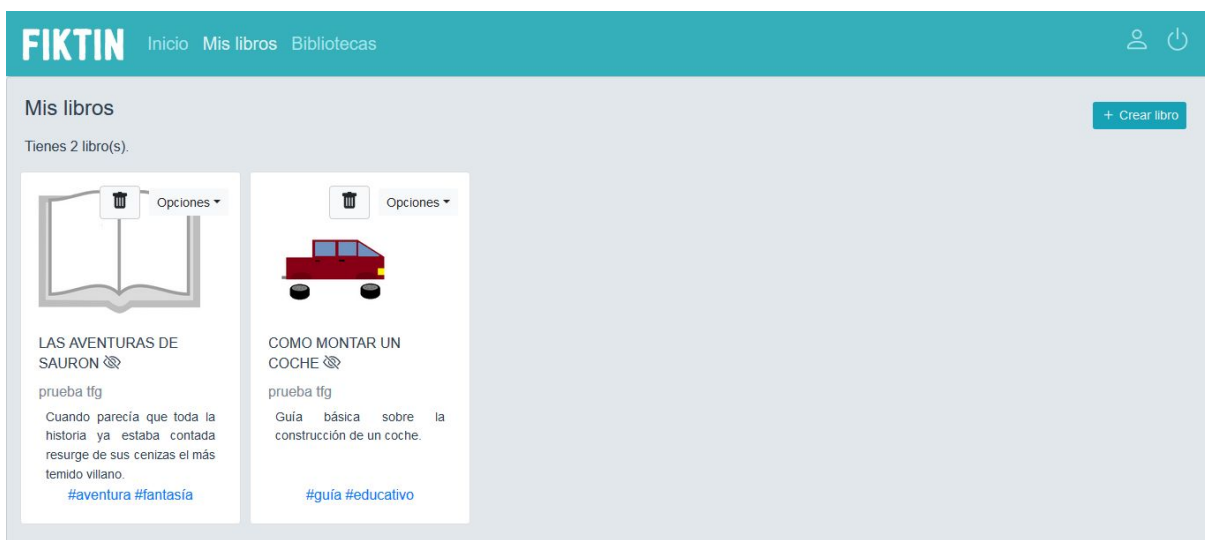 FIKTIN Inicio Mis libros Bibliotecas
Mis libros
+ Crear libro
Tienes 2 libro(s).
Opciones
LAS AVENTURAS DE
SAURON
prueba tfg
Cuando parecía que toda la
historia ya estaba contada
resurge de sus cenizas el más
temido villano.
#aventura #fantasía
Opciones
COMO MONTAR UN
COCHE
prueba tfg
Guía básica sobre la
construcción de un coche.
#guía #educativo